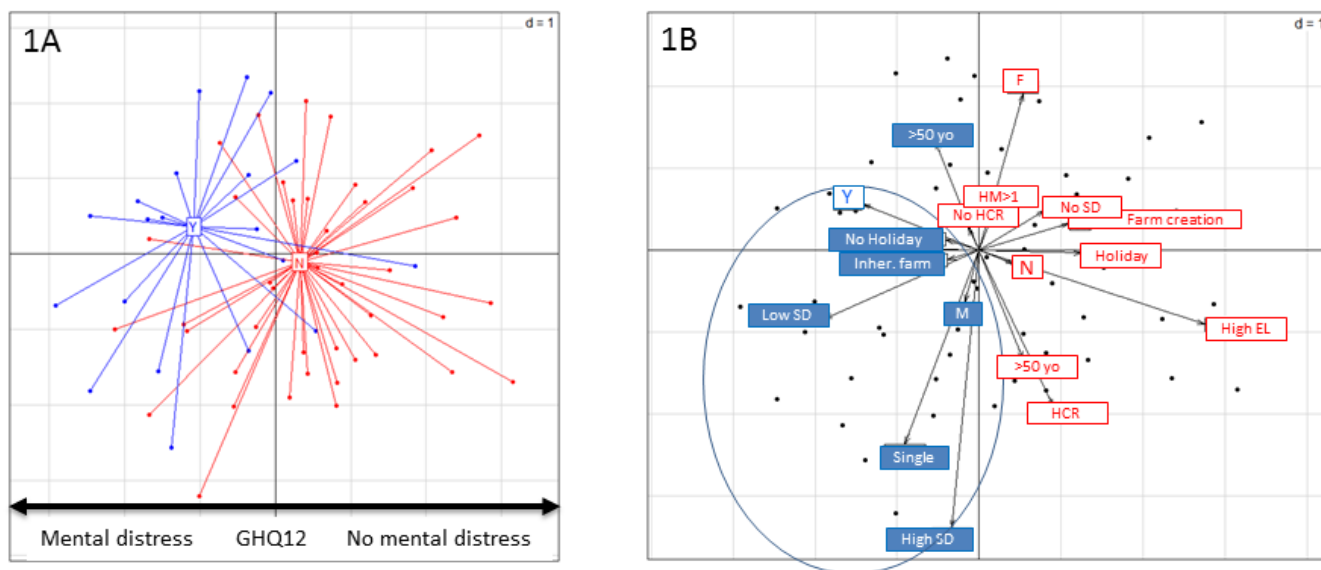 1A
d = 1
Y
N
Mental distress GHQ12 No mental distress
1B
d = 1
F
>50 yo
Y
HM>1
No HCR
No SD
Farm creation
No Holiday
Holiday
Inher. farm
N
Low SD
M
High EL
>50 yo
HCR
Single
High SD